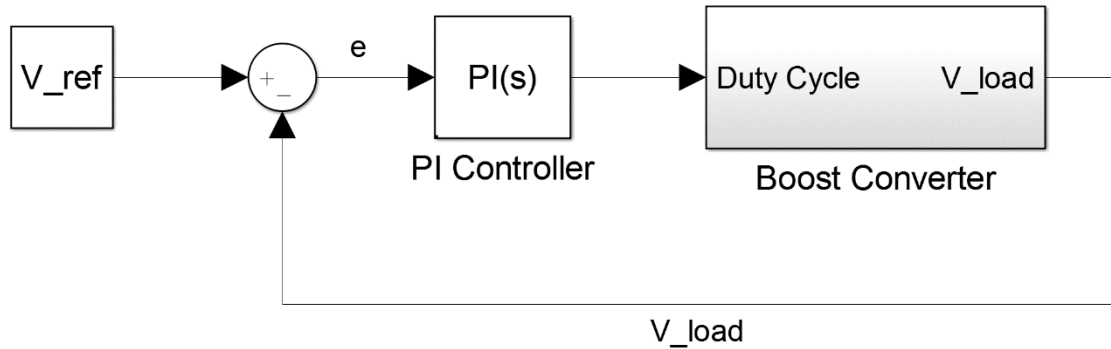 e
V_ref
+
_
PI(s)
Duty Cycle
V_load
PI Controller
Boost Converter
V_load